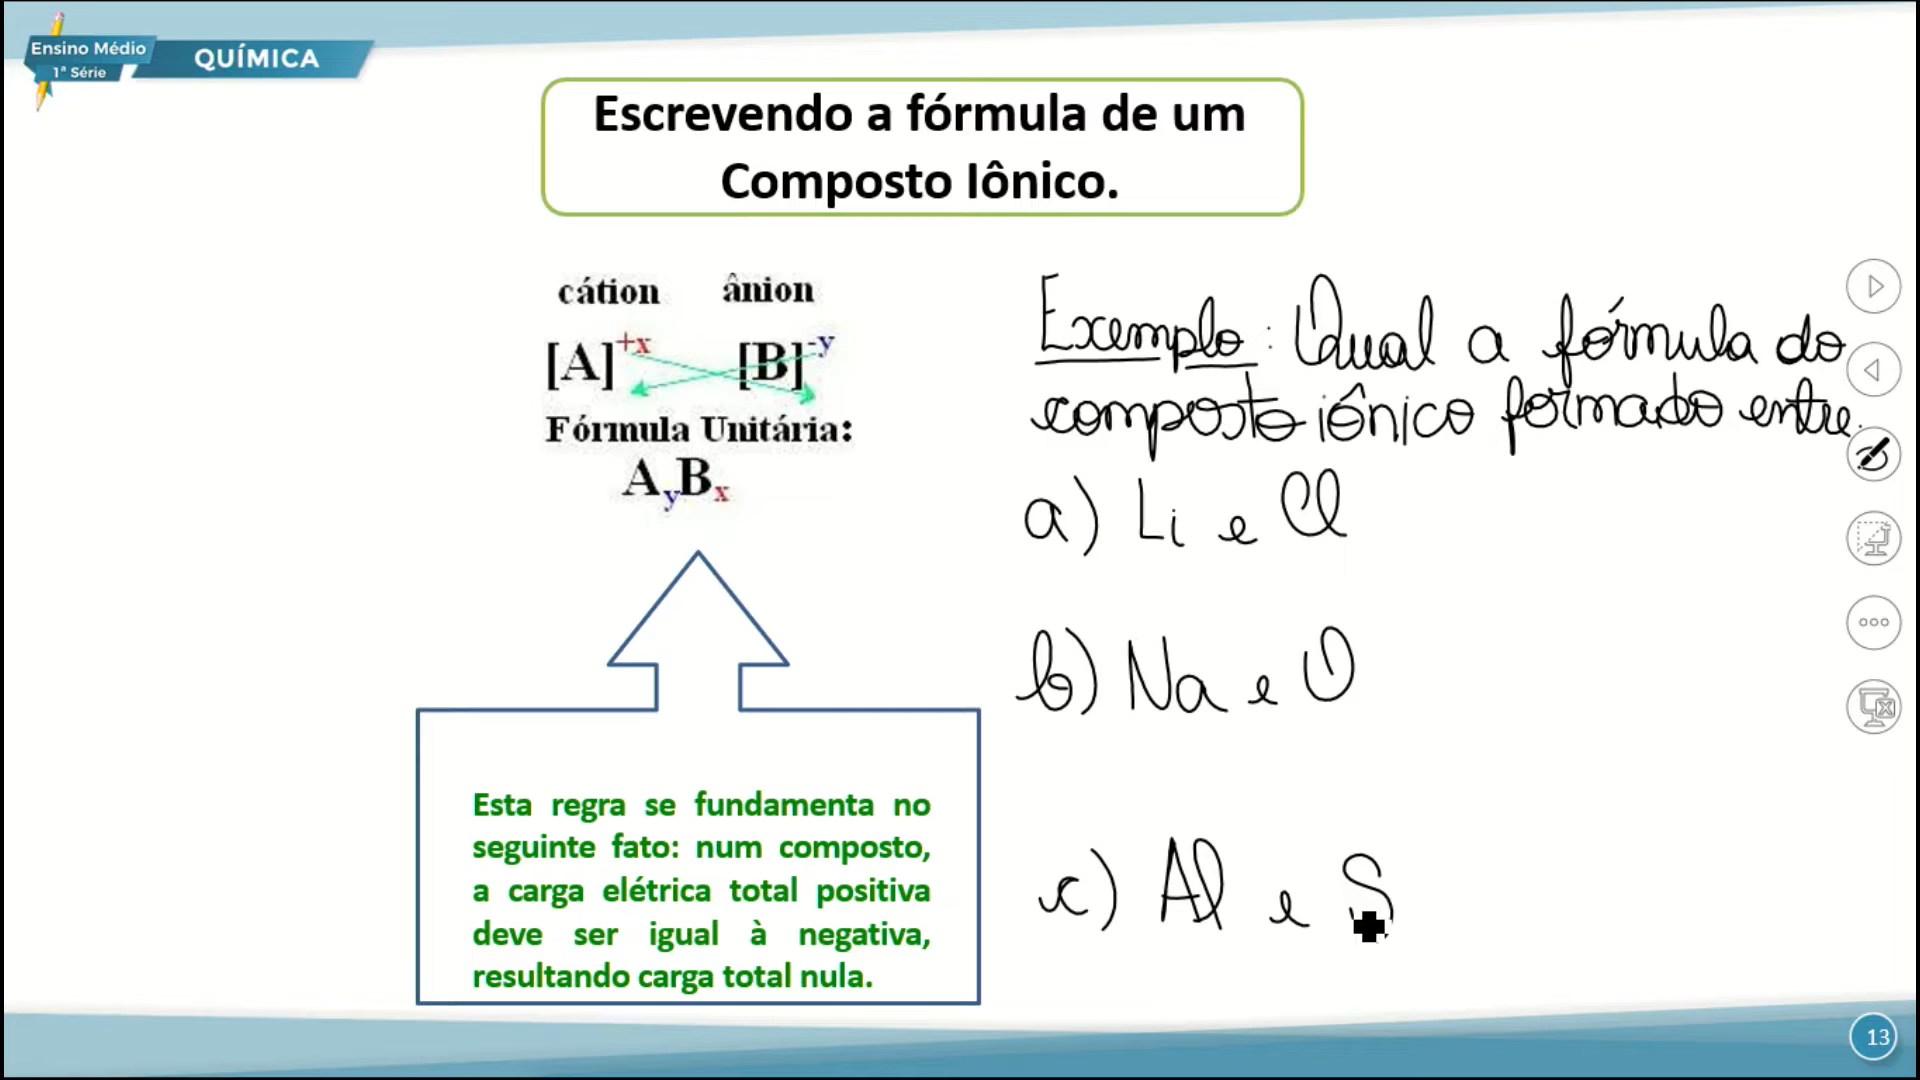 Ensino Médio
1ª Série
QUÍMICA
Escrevendo a fórmula de um
Composto Iônico.
cátion ânion
[A]+x [B]-y
Fórmula Unitária:
AyBx
Esta regra se fundamenta no
seguinte fato: num composto,
a carga elétrica total positiva
deve ser igual à negativa,
resultando carga total nula.
Exemplo: Qual a fórmula do
composto iônico formado entre:
a) Li e Cl
b) Na e O
c) Al e S
13